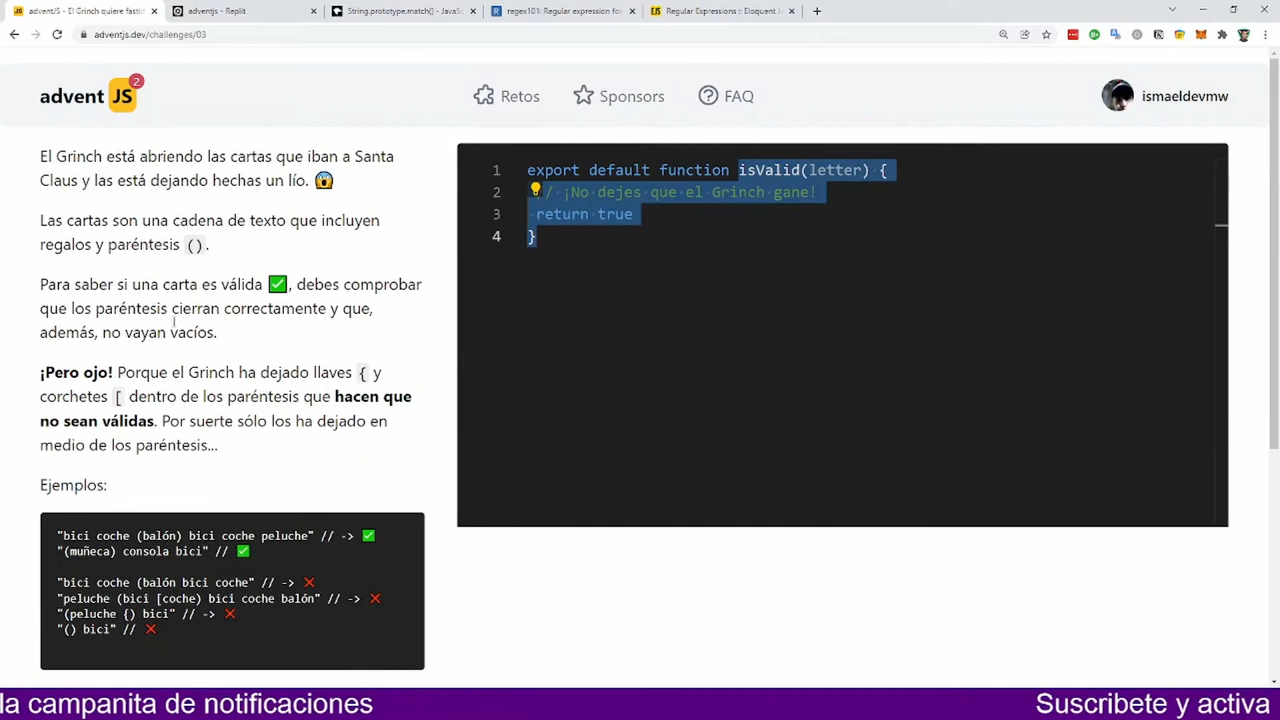 adventJS - El Grinch quiere fastid
adventjs - Replit
String.prototype.match() - JavaSc
regex101: Regular expression for
Regular Expressions :: Eloquent J
adventjs.dev/challenges/03
advent JS 2
Retos
Sponsors
FAQ
ismaeldevmw
El Grinch está abriendo las cartas que iban a Santa
Claus y las está dejando hechas un lío. 😱
Las cartas son una cadena de texto que incluyen
regalos y paréntesis ().
Para saber si una carta es válida ✅, debes comprobar
que los paréntesis cierran correctamente y que,
además, no vayan vacíos.
¡Pero ojo! Porque el Grinch ha dejado llaves { y
corchetes [ dentro de los paréntesis que hacen que
no sean válidas. Por suerte sólo los ha dejado en
medio de los paréntesis...
Ejemplos:
"bici coche (balón) bici coche peluche" // -> ✅
"(muñeca) consola bici" // ✅
"bici coche (balón bici coche" // -> ❌
"peluche (bici [coche) bici coche balón" // -> ❌
"(peluche {) bici" // -> ❌
"() bici" // ❌
1 export default function isValid(letter) {
2 // ¡No dejes que el Grinch gane!
3 return true
4 }
la campanita de notificaciones
Suscribete y activa